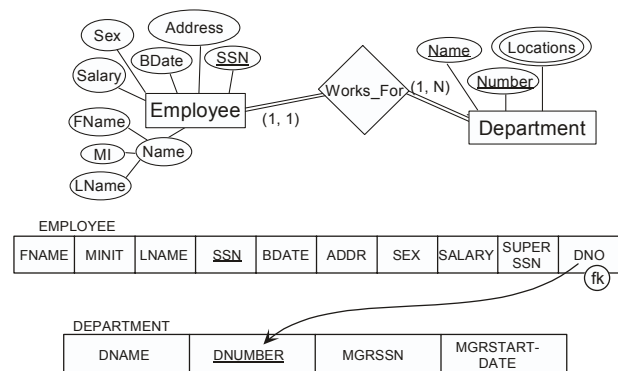 Sex
Address
BDate
SSN
Salary
Employee
(1, 1)
FName
MI
Name
LName
Works_For
(1, N)
Name
Locations
Number
Department
EMPLOYEE
FNAME MINIT LNAME SSN BDATE ADDR SEX SALARY SUPER
SSN DNO
fk
DEPARTMENT
DNAME DNUMBER MGRSSN MGRSTART-
DATE